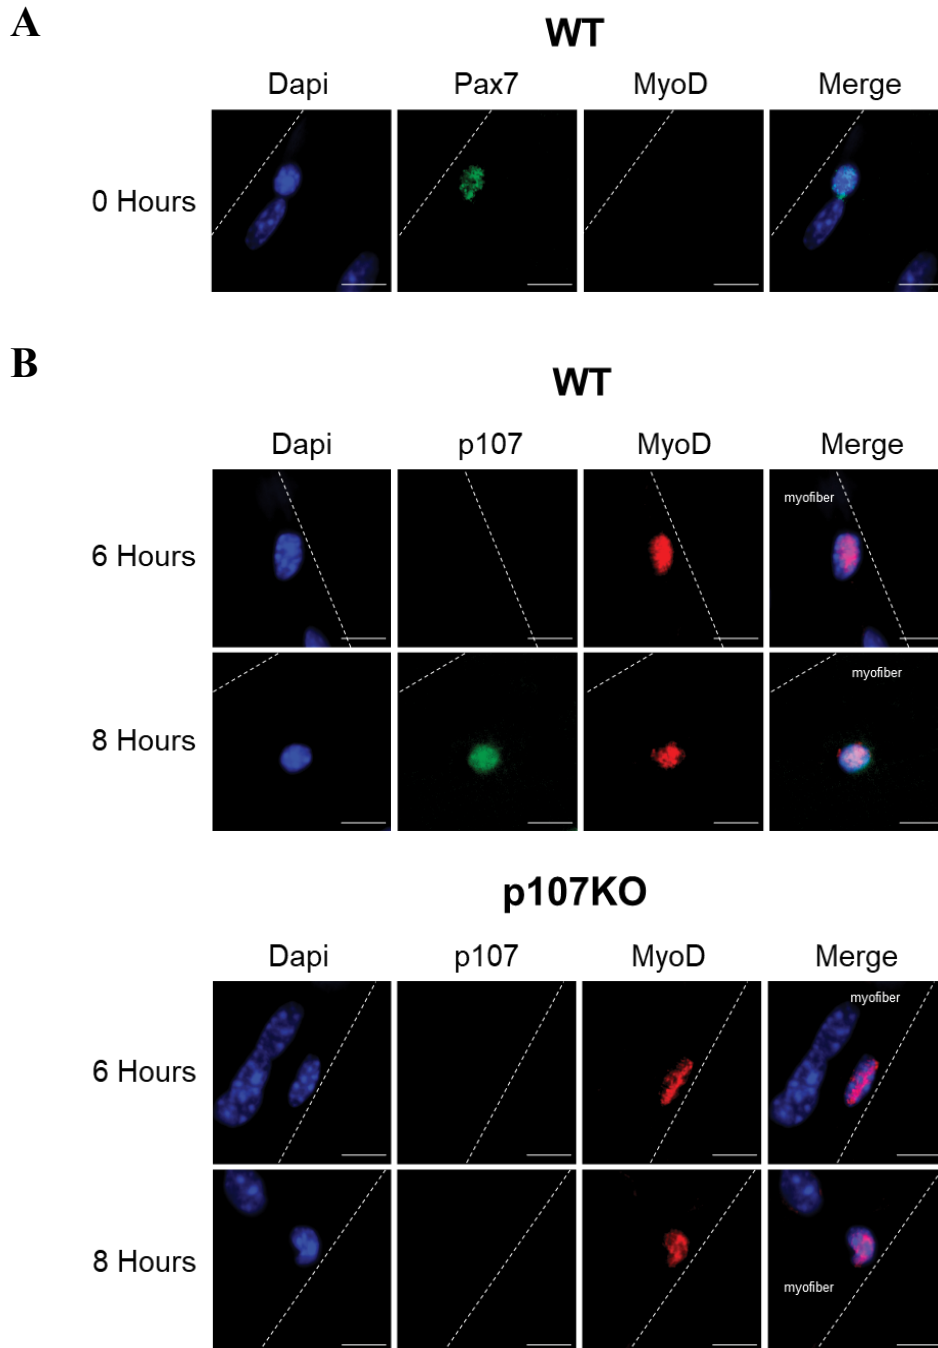 A
WT
Dapi Pax7 MyoD Merge
0 Hours
B
WT
Dapi p107 MyoD Merge
6 Hours
myofiber
8 Hours
myofiber
p107KO
Dapi p107 MyoD Merge
6 Hours
myofiber
8 Hours
myofiber